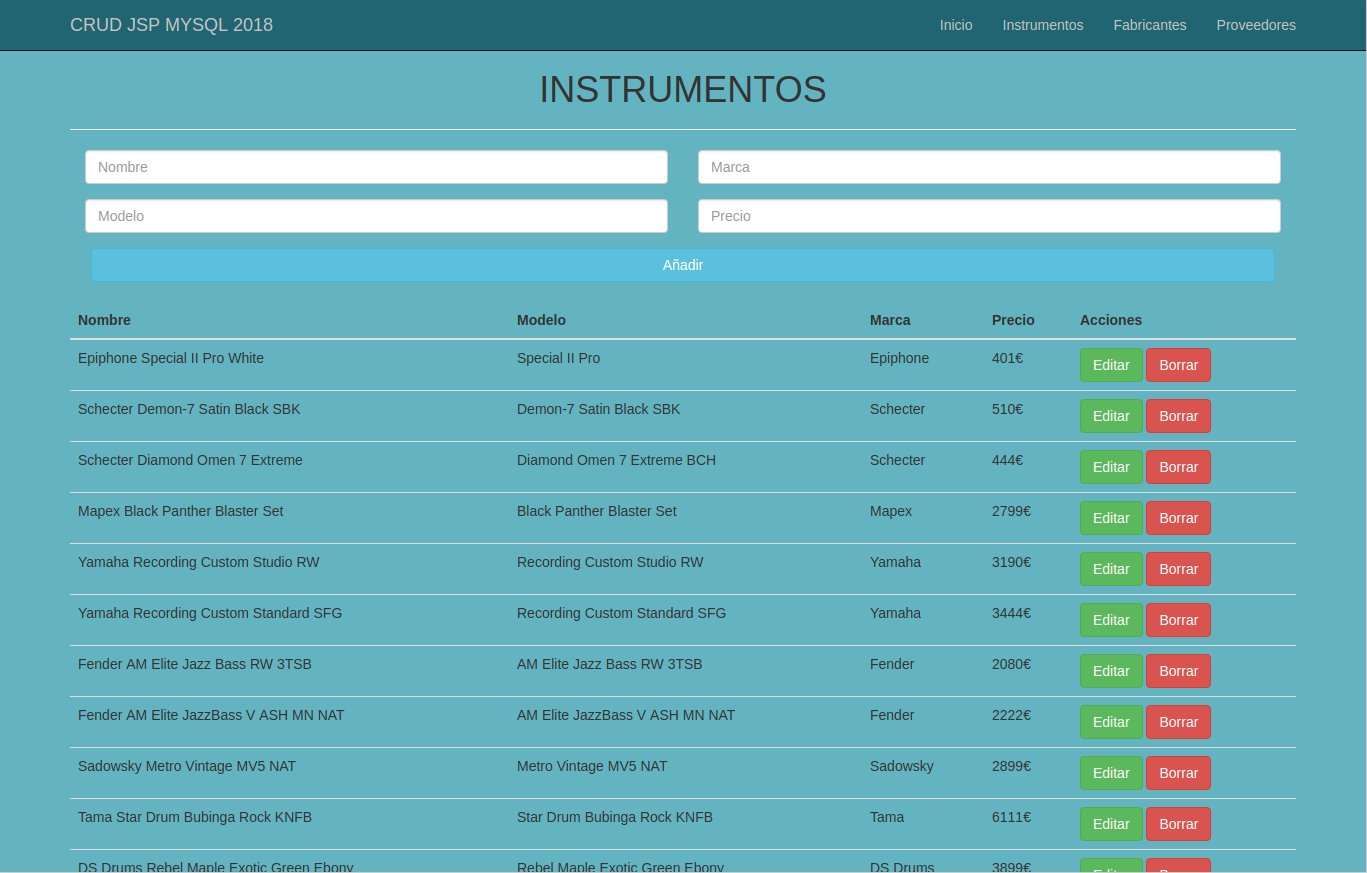 CRUD JSP MYSQL 2018 Inicio Instrumentos Fabricantes Proveedores
INSTRUMENTOS
Nombre Marca
Modelo Precio
Añadir
Nombre Modelo Marca Precio Acciones
Epiphone Special II Pro White Special II Pro Epiphone 401€ Editar Borrar
Schecter Demon-7 Satin Black SBK Demon-7 Satin Black SBK Schecter 510€ Editar Borrar
Schecter Diamond Omen 7 Extreme Diamond Omen 7 Extreme BCH Schecter 444€ Editar Borrar
Mapex Black Panther Blaster Set Black Panther Blaster Set Mapex 2799€ Editar Borrar
Yamaha Recording Custom Studio RW Recording Custom Studio RW Yamaha 3190€ Editar Borrar
Yamaha Recording Custom Standard SFG Recording Custom Standard SFG Yamaha 3444€ Editar Borrar
Fender AM Elite Jazz Bass RW 3TSB AM Elite Jazz Bass RW 3TSB Fender 2080€ Editar Borrar
Fender AM Elite JazzBass V ASH MN NAT AM Elite JazzBass V ASH MN NAT Fender 2222€ Editar Borrar
Sadowsky Metro Vintage MV5 NAT Metro Vintage MV5 NAT Sadowsky 2899€ Editar Borrar
Tama Star Drum Bubinga Rock KNFB Star Drum Bubinga Rock KNFB Tama 6111€ Editar Borrar
DS Drums Rebel Maple Exotic Green Ebony Rebel Maple Exotic Green Ebony DS Drums 3899€